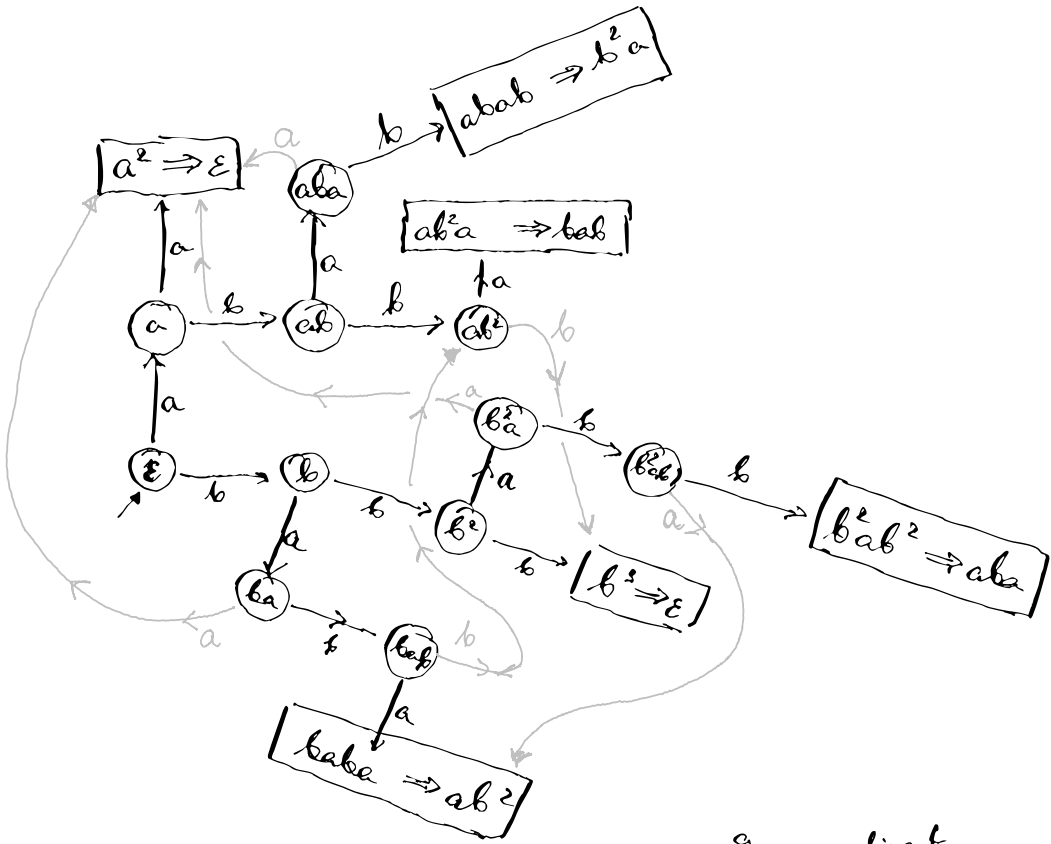 abab ⇒ b²a
b
a
a² ⇒ ε
aba
ab²a ⇒ bab
a
a
a
b
b
a
ab
ab²
b
a
a
b²a
b
ε
b
b
b
a
b²ab
b
b²
a
b
a
b²ab² ⇒ aba
b³ ⇒ ε
ba
a
b
bab
b
a
baba ⇒ ab²